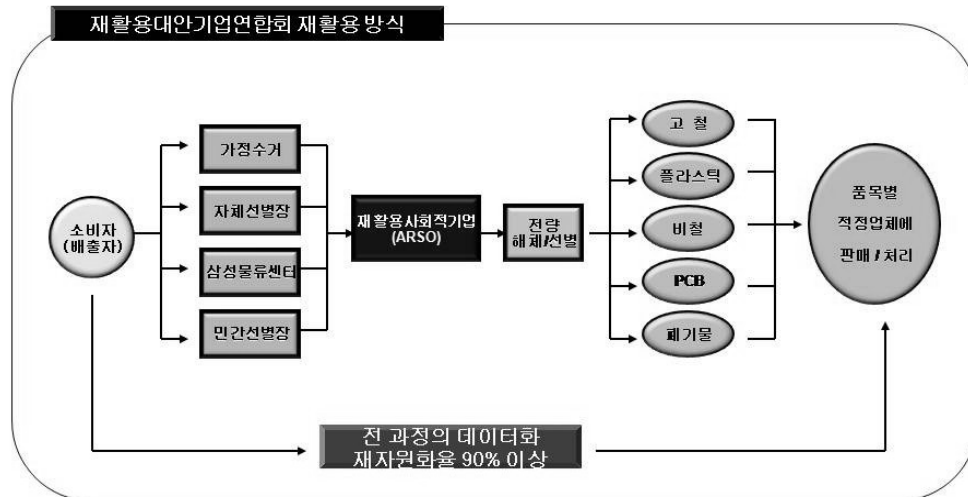 재활용대안기업연합회 재활용 방식
소비자
(배출자)
가정수거
자체선별장
삼성물류센터
민간선별장
재활용사회적기업
(ARSO)
전량
해체/선별
고 철
플라스틱
비철
PCB
폐기물
품목별
적정업체에
판매 / 처리
전 과정의 데이터화
재자원화율 90% 이상